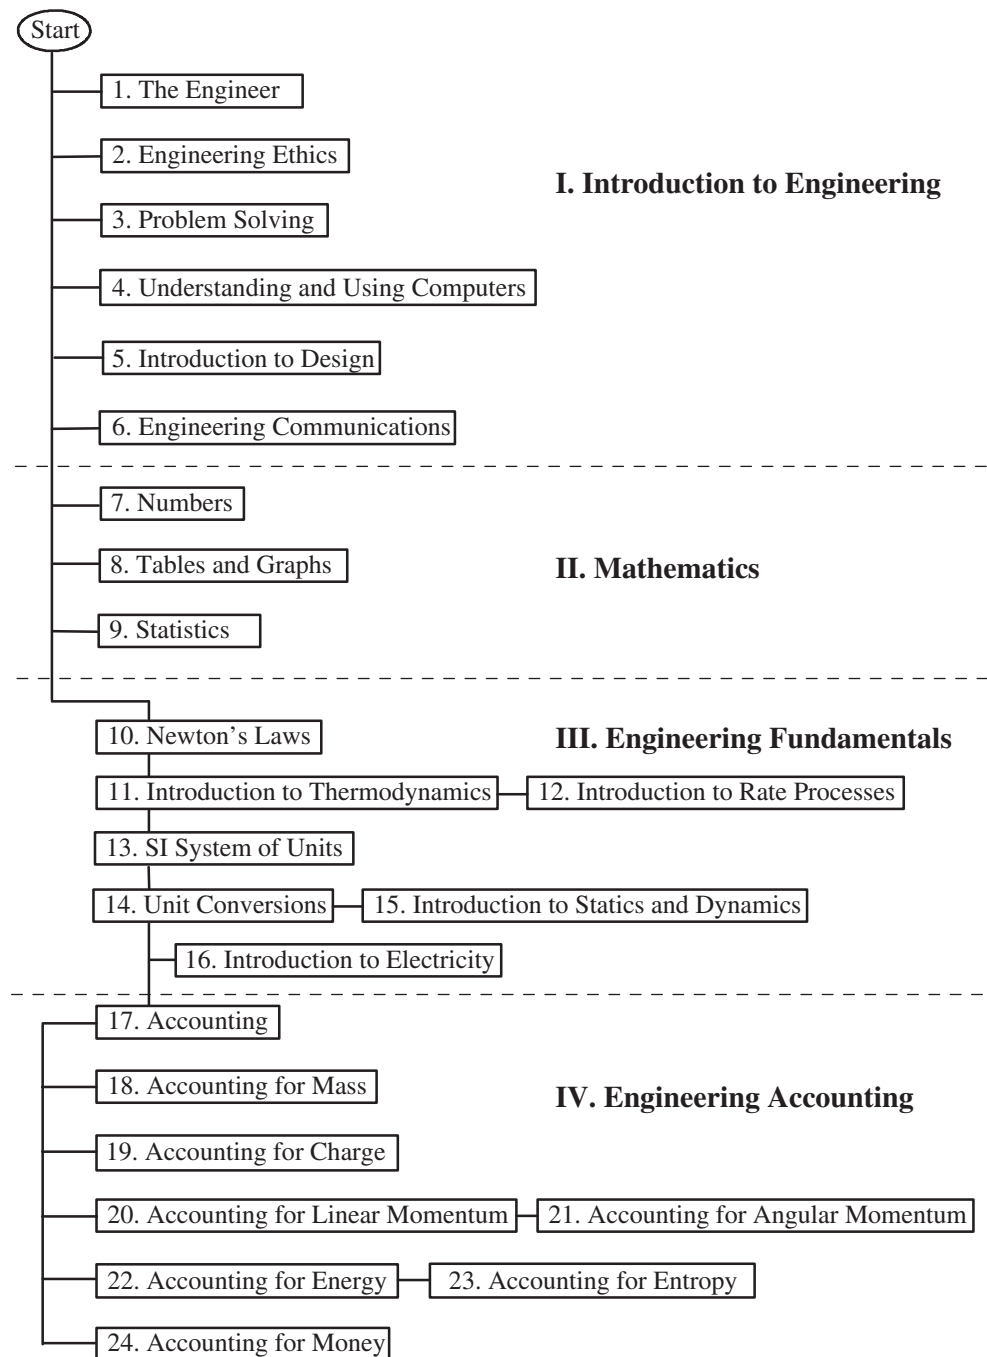 Start
1. The Engineer
2. Engineering Ethics
I. Introduction to Engineering
3. Problem Solving
4. Understanding and Using Computers
5. Introduction to Design
6. Engineering Communications
7. Numbers
8. Tables and Graphs
II. Mathematics
9. Statistics
10. Newton’s Laws
III. Engineering Fundamentals
11. Introduction to Thermodynamics
12. Introduction to Rate Processes
13. SI System of Units
14. Unit Conversions
15. Introduction to Statics and Dynamics
16. Introduction to Electricity
17. Accounting
18. Accounting for Mass
IV. Engineering Accounting
19. Accounting for Charge
20. Accounting for Linear Momentum
21. Accounting for Angular Momentum
22. Accounting for Energy
23. Accounting for Entropy
24. Accounting for Money